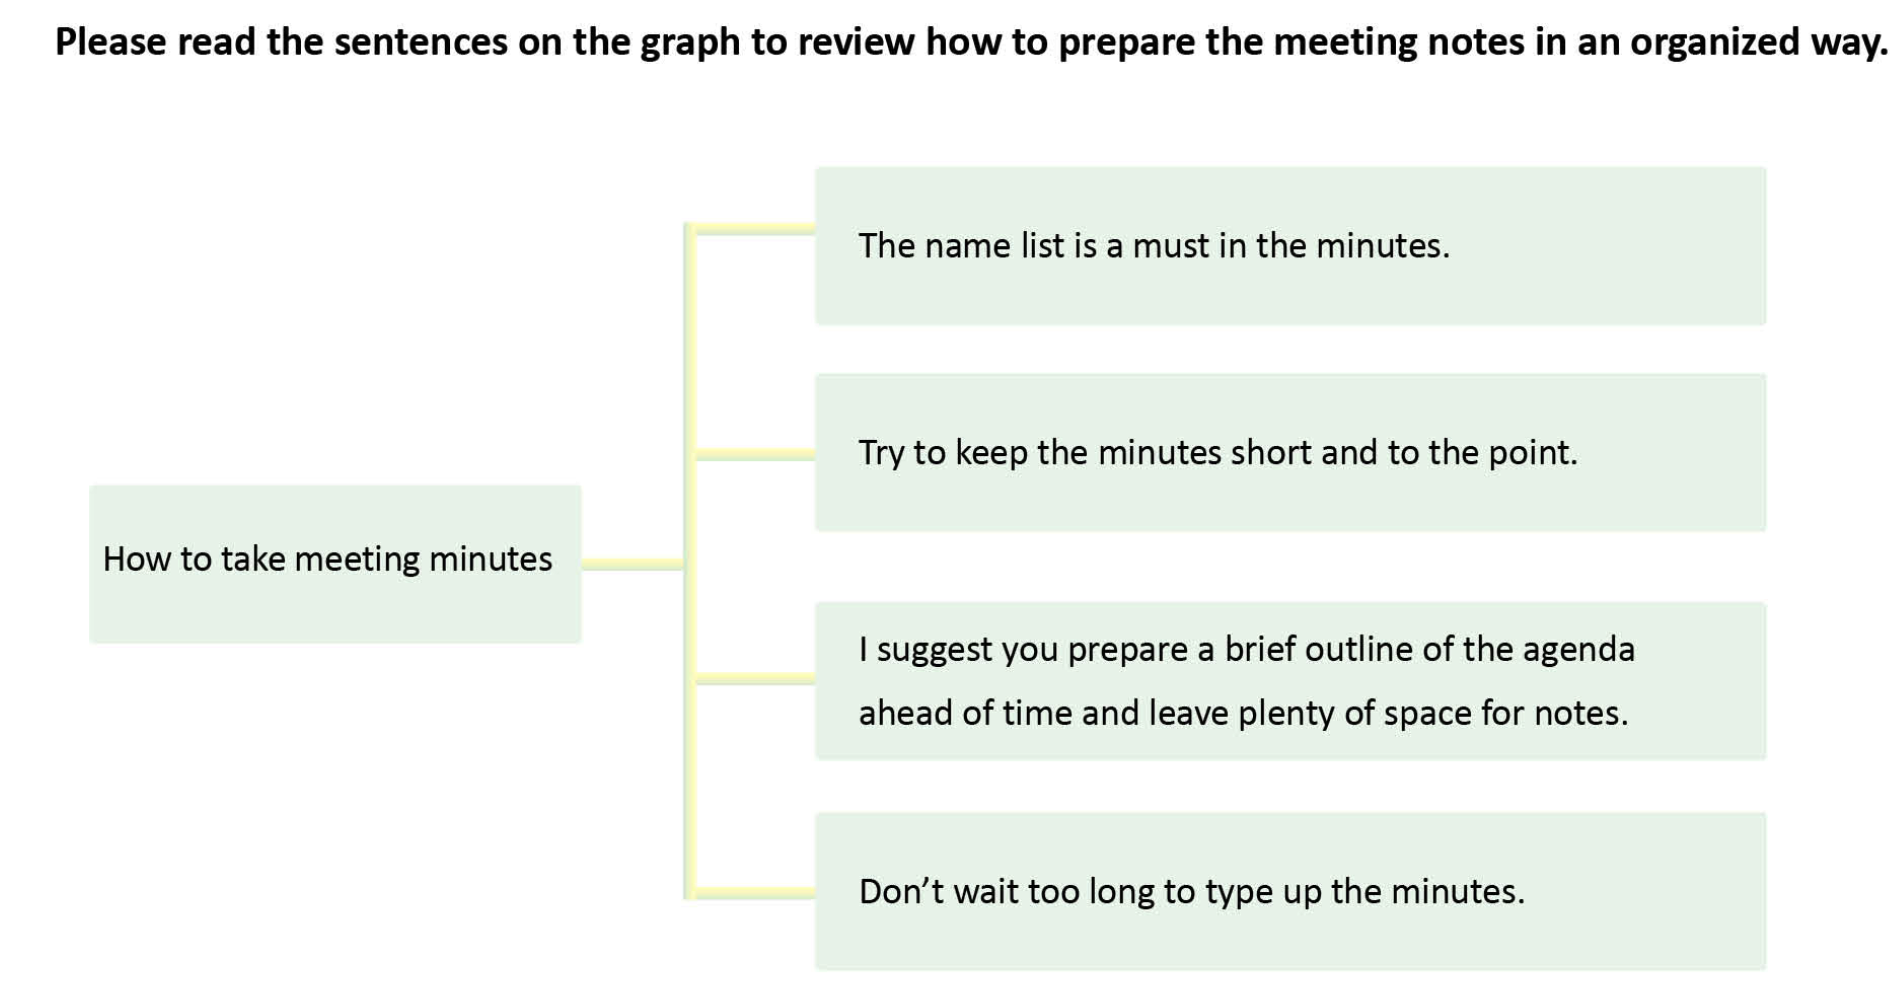 Please read the sentences on the graph to review how to prepare the meeting notes in an organized way.
The name list is a must in the minutes.
Try to keep the minutes short and to the point.
How to take meeting minutes
I suggest you prepare a brief outline of the agenda
ahead of time and leave plenty of space for notes.
Don’t wait too long to type up the minutes.